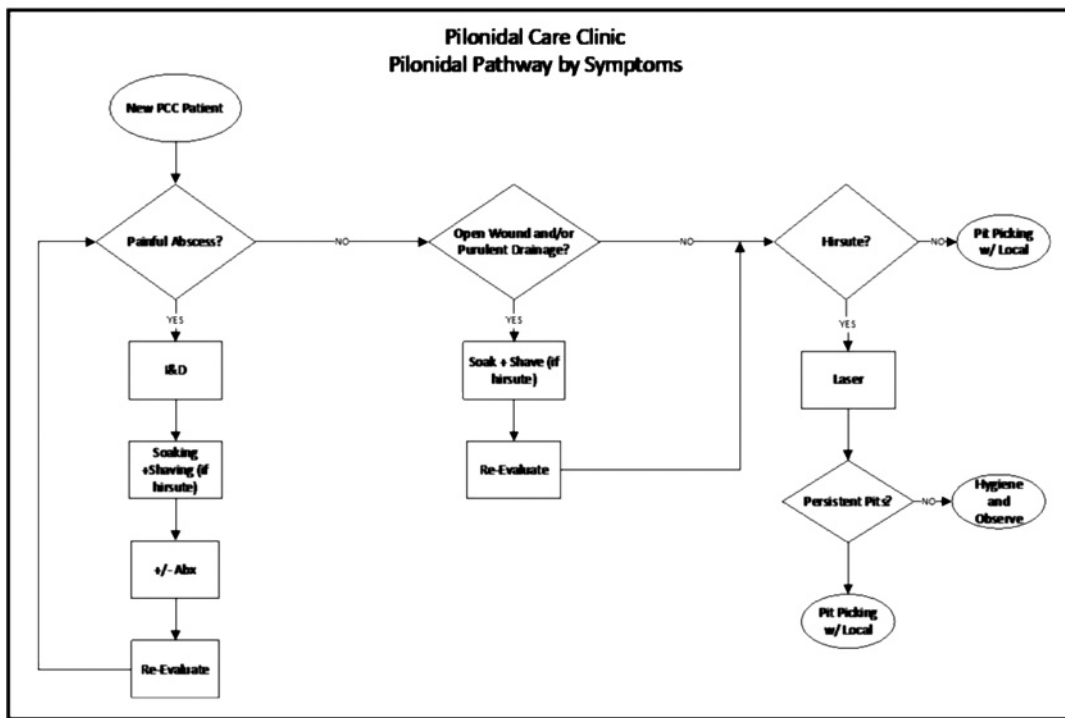 Pilonidal Care Clinic
Pilonidal Pathway by Symptoms
New PCC Patient
Painful Abscess?
NO
Open Wound and/or
Purulent Drainage?
NO
Hirsute?
NO
Pit Picking
w/ Local
YES
I&D
Soaking
+Shaving (if
hirsute)
+/- Abx
Re-Evaluate
YES
Soak + Shave (if
hirsute)
Re-Evaluate
YES
Laser
Persistent Pits?
NO
Hygiene
and
Observe
Pit Picking
w/ Local